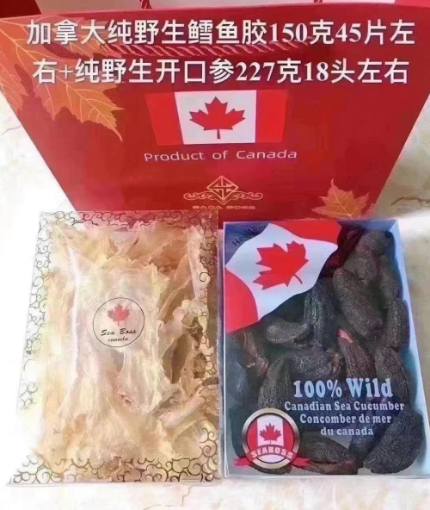 加拿大纯野生鳕鱼胶150克45片左
右+纯野生开口参227克18头左右
Product of Canada
Sea Boss
canada
100% Wild
Canadian Sea Cucumber
Concomber de mer
du canada
SEABOSS